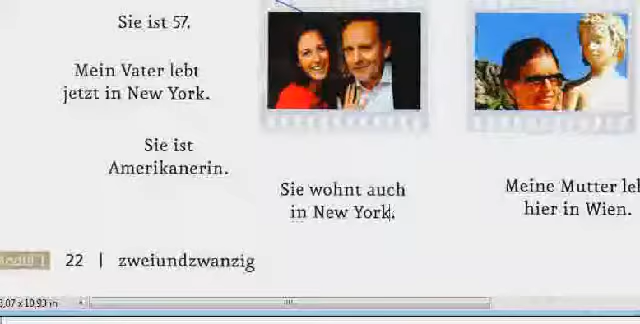 Sie ist 57.
Mein Vater lebt
jetzt in New York.
Sie ist
Amerikanerin.
Sie wohnt auch
in New York.
Meine Mutter le
hier in Wien.
22 | zweiundzwanzig